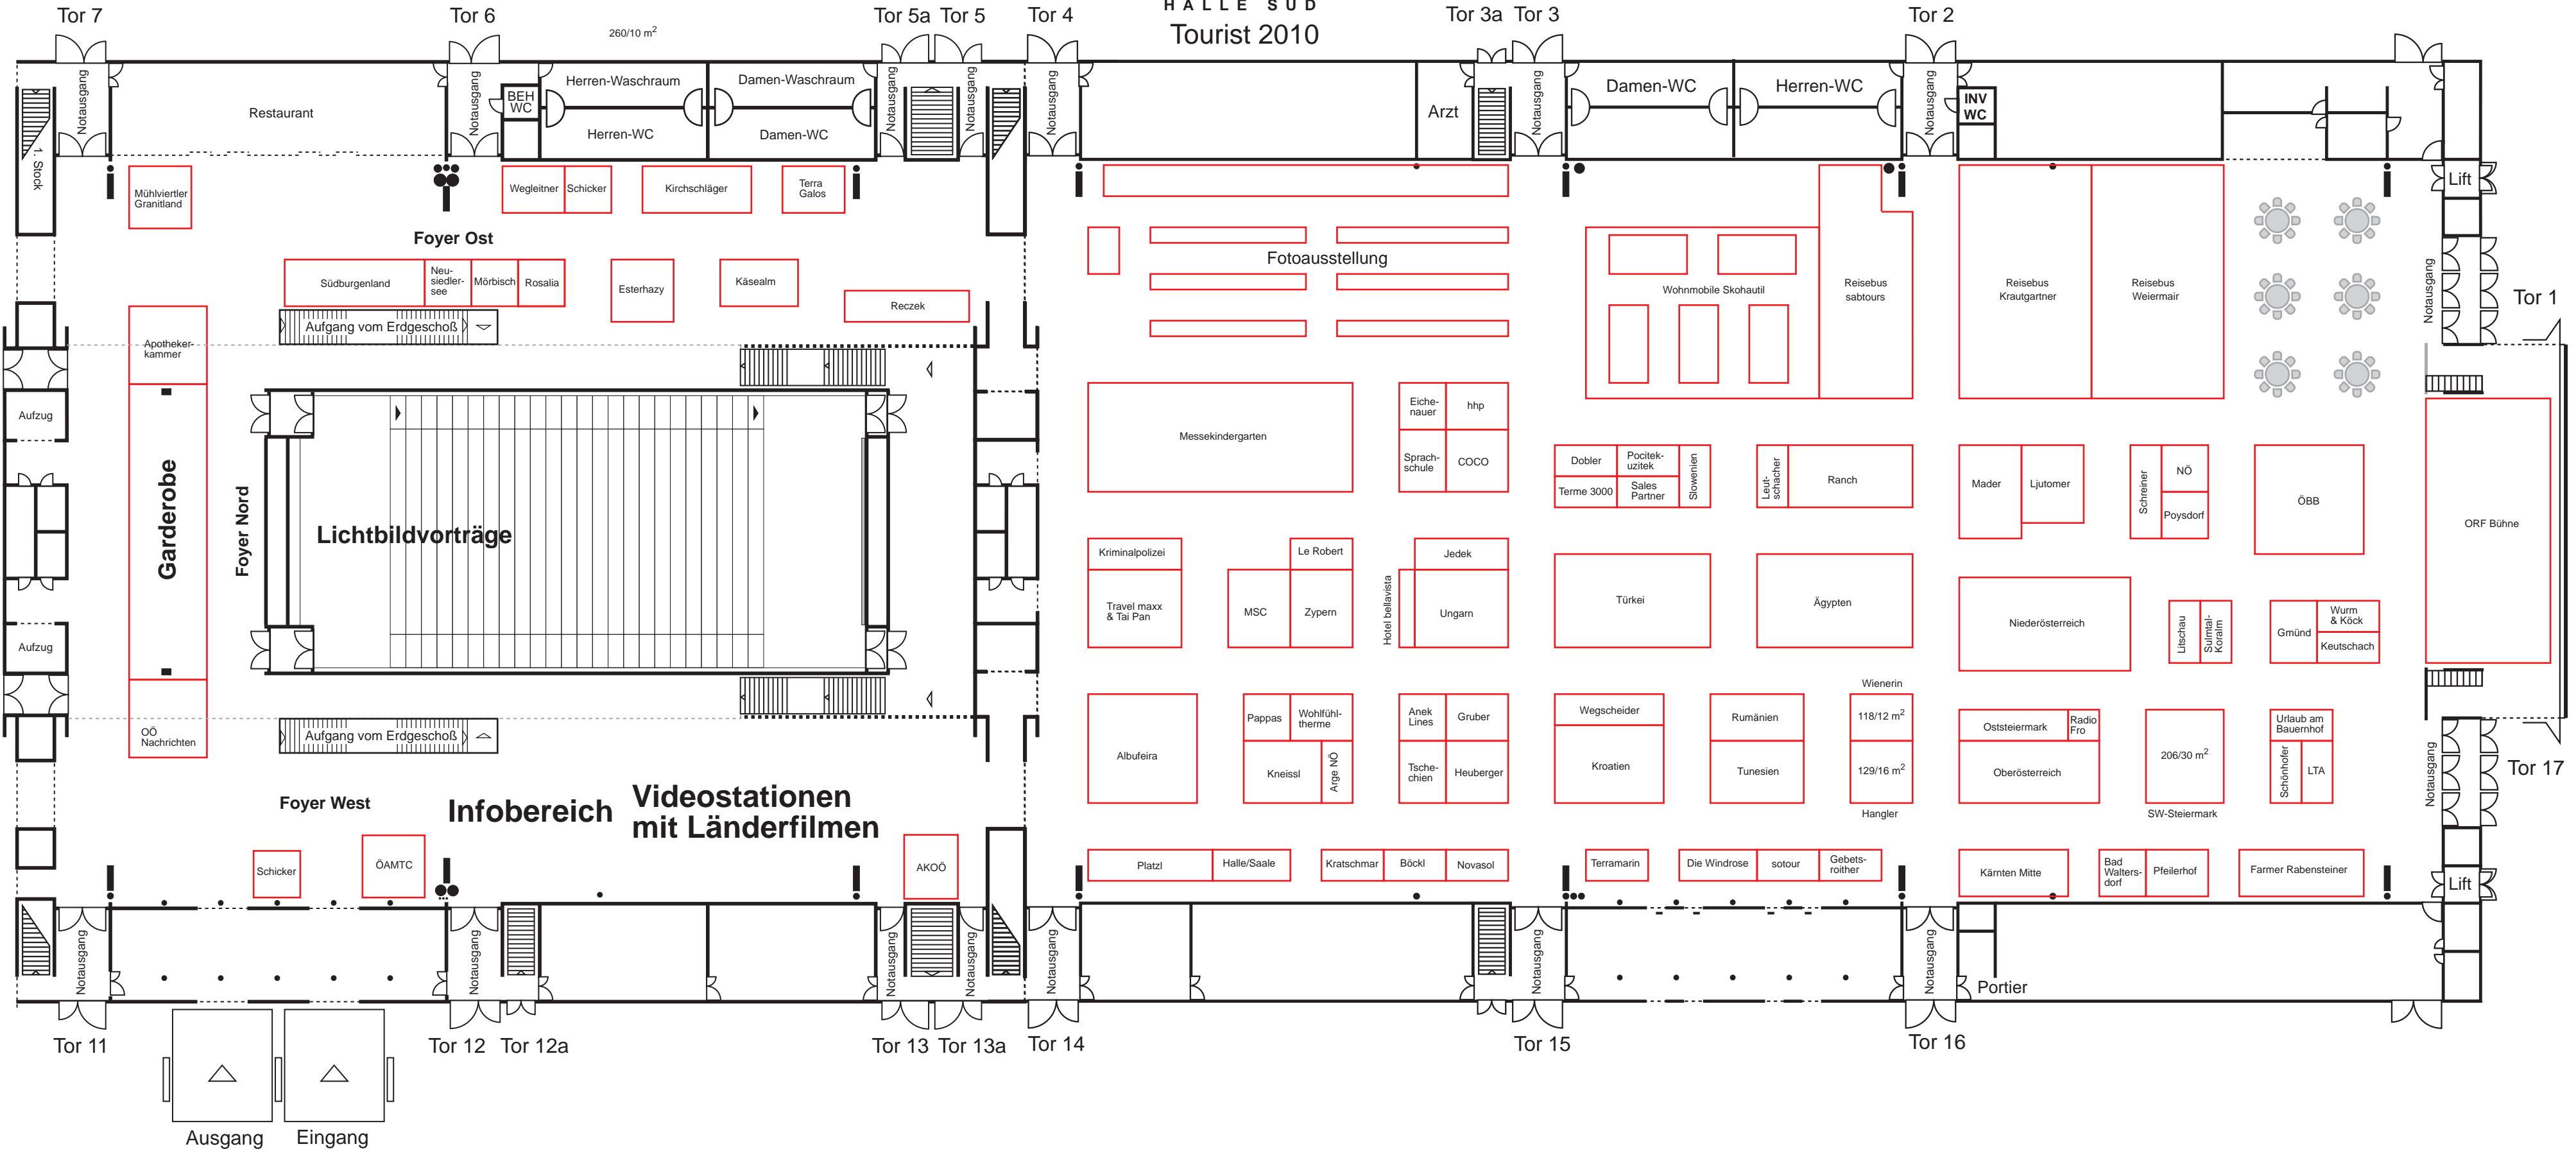 HALLE SÜD
Tourist 2010
Tor 7
Tor 6
260/10 m2
Tor 5a
Tor 5
Tor 4
Tor 3a
Tor 3
Tor 2
Notausgang
Restaurant
Notausgang
BEH
WC
Herren-Waschraum
Damen-Waschraum
Herren-WC
Damen-WC
Notausgang
Notausgang
Notausgang
Arzt
Notausgang
Damen-WC
Herren-WC
Notausgang
INV
WC
1. Stock
Lift
Mühlviertler
Granitland
Wegleitner
Schicker
Kirchschläger
Terra
Galos
Foyer Ost
Südburgenland
Neu-
siedler-
see
Mörbisch
Rosalia
Esterhazy
Käsealm
Reczek
Aufgang vom Erdgeschoß
Fotoausstellung
Wohnmobile Skohautil
Reisebus
sabtours
Reisebus
Krautgartner
Reisebus
Weiermair
Notausgang
Tor 1
Apotheker-
kammer
Aufzug
Garderobe
Foyer Nord
Lichtbildvorträge
Aufzug
OÖ
Nachrichten
Aufgang vom Erdgeschoß
Messekindergarten
Eiche-
nauer
hhp
Sprach-
schule
COCO
Dobler
Pocitek-
uzitek
Slowenien
Terme 3000
Sales
Partner
Leut-
schacher
Ranch
Mader
Ljutomer
Schreiner
NÖ
Poysdorf
ÖBB
ORF Bühne
Kriminalpolizei
Travel maxx
& Tai Pan
Le Robert
MSC
Zypern
Hotel bellavista
Jedek
Ungarn
Türkei
Ägypten
Niederösterreich
Litschau
Sulmtal-
Koralm
Gmünd
Wurm
& Köck
Keutschach
Albufeira
Pappas
Wohlfühl-
therme
Kneissl
Arge NÖ
Anek
Lines
Gruber
Tsche-
chien
Heuberger
Wegscheider
Kroatien
Rumänien
Tunesien
Wienerin
118/12 m2
129/16 m2
Hangler
Oststeiermark
Radio
Fro
Oberösterreich
206/30 m2
SW-Steiermark
Urlaub am
Bauernhof
Schönhofer
LTA
Notausgang
Tor 17
Foyer West
Infobereich
Videostationen
mit Länderfilmen
Schicker
ÖAMTC
AKOÖ
Platzl
Halle/Saale
Kratschmar
Böckl
Novasol
Terramarin
Die Windrose
sotour
Gebets-
roither
Kärnten Mitte
Bad
Walters-
dorf
Pfeilerhof
Farmer Rabensteiner
Lift
Notausgang
Notausgang
Notausgang
Notausgang
Notausgang
Notausgang
Notausgang
Portier
Tor 11
Tor 12
Tor 12a
Tor 13
Tor 13a
Tor 14
Tor 15
Tor 16
Ausgang
Eingang